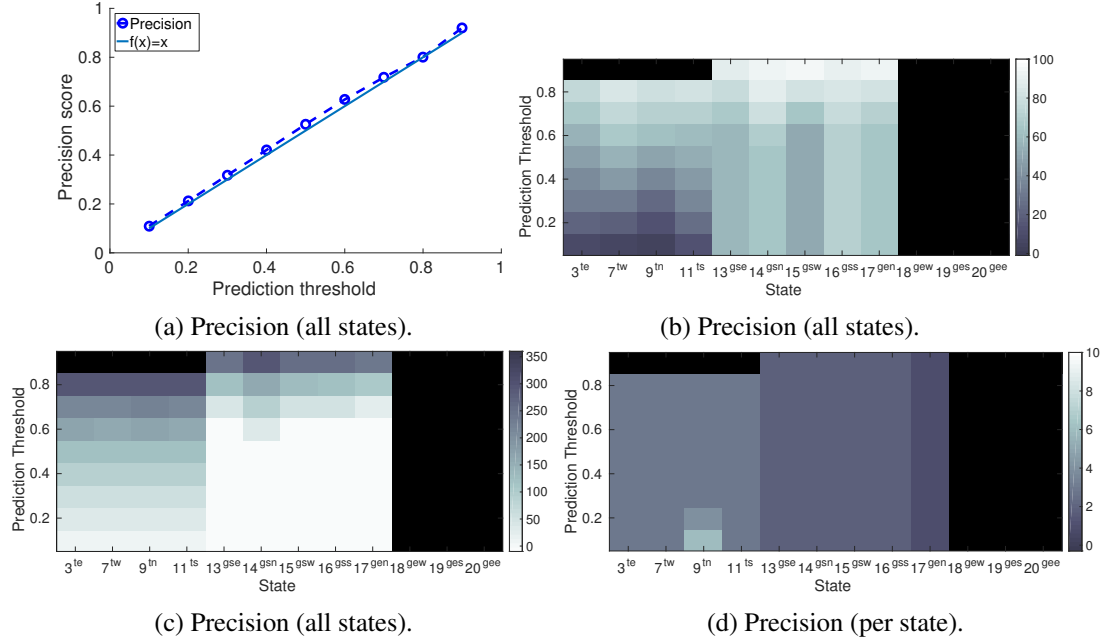 Precision
f(x)=x
1
0.8
0.6
0.4
0.2
0
0 0.2 0.4 0.6 0.8 1
Precision score
Prediction threshold
(a) Precision (all states).
0.8
0.6
0.4
0.2
Prediction Threshold
3te 7tw 9tn 11ts 13gse 14gsn 15gsw 16gss 17gen 18gew 19ges 20gee
State
100
80
60
40
20
0
(b) Precision (all states).
0.8
0.6
0.4
0.2
Prediction Threshold
3te 7tw 9tn 11ts 13gse 14gsn 15gsw 16gss 17gen 18gew 19ges 20gee
State
350
300
250
200
150
100
50
0
(c) Precision (all states).
0.8
0.6
0.4
0.2
Prediction Threshold
3te 7tw 9tn 11ts 13gse 14gsn 15gsw 16gss 17gen 18gew 19ges 20gee
State
10
8
6
4
2
0
(d) Precision (per state).